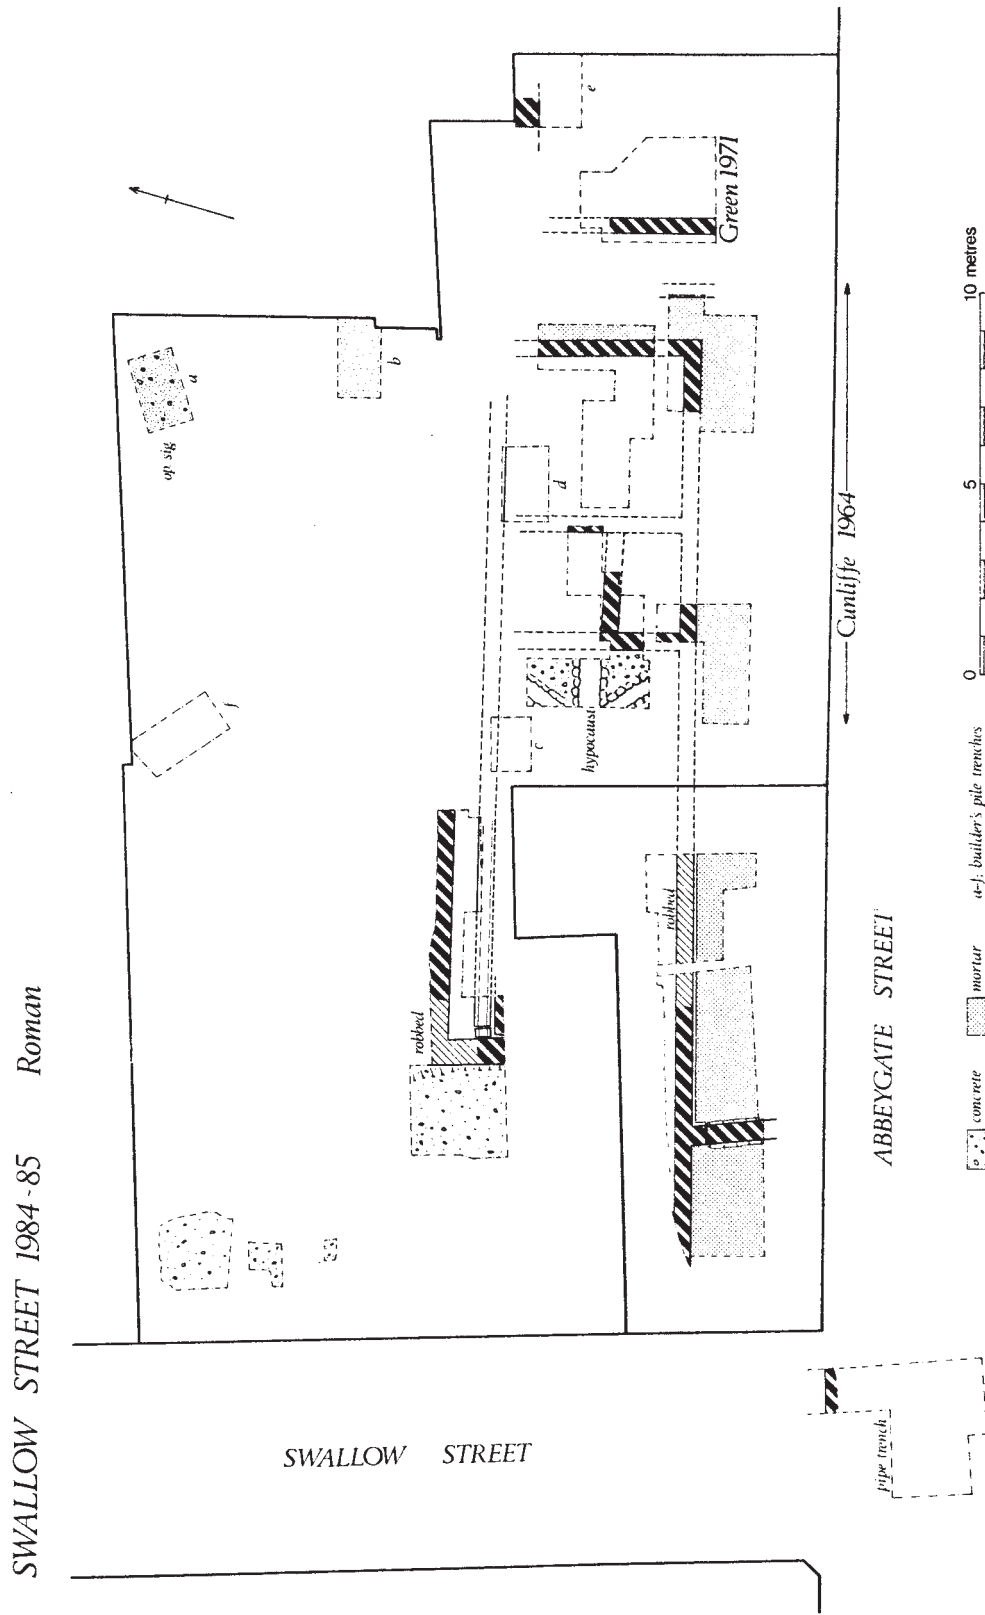 SWALLOW STREET 1984-85 Roman
op sig
a
b
f
d
e
c
Green 1971
hypocaust
robbed
robbed
Cunliffe 1964
SWALLOW STREET
ABBEYGATE STREET
pipe trench
concrete
mortar
a-f: builder's pile trenches
0 5 10 metres